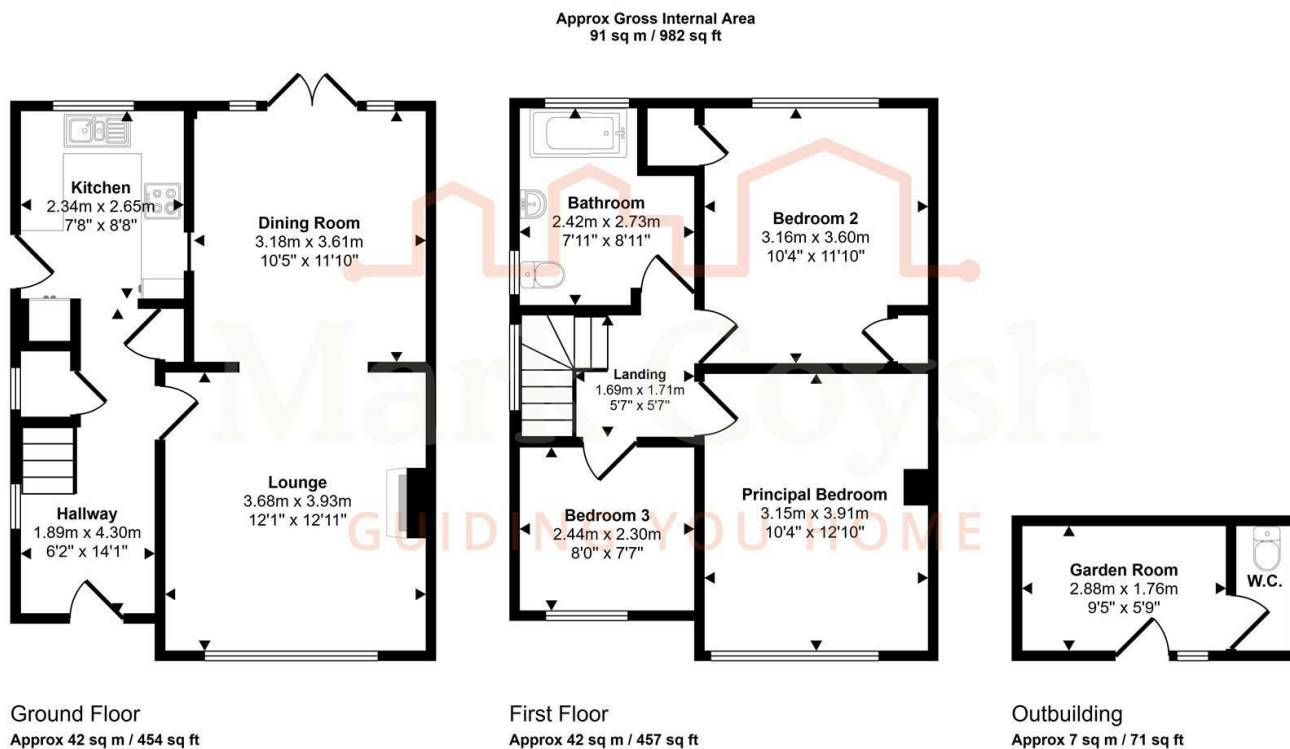 Approx Gross Internal Area
91 sq m / 982 sq ft
Kitchen
2.34m x 2.65m
7'8" x 8'8"
Dining Room
3.18m x 3.61m
10'5" x 11'10"
Lounge
3.68m x 3.93m
12'1" x 12'11"
Hallway
1.89m x 4.30m
6'2" x 14'1"
Bathroom
2.42m x 2.73m
7'11" x 8'11"
Bedroom 2
3.16m x 3.60m
10'4" x 11'10"
Landing
1.69m x 1.71m
5'7" x 5'7"
Bedroom 3
2.44m x 2.30m
8'0" x 7'7"
Principal Bedroom
3.15m x 3.91m
10'4" x 12'10"
Garden Room
2.88m x 1.76m
9'5" x 5'9"
W.C.
Mark Coysh
GUIDING YOU HOME
Ground Floor
Approx 42 sq m / 454 sq ft
First Floor
Approx 42 sq m / 457 sq ft
Outbuilding
Approx 7 sq m / 71 sq ft